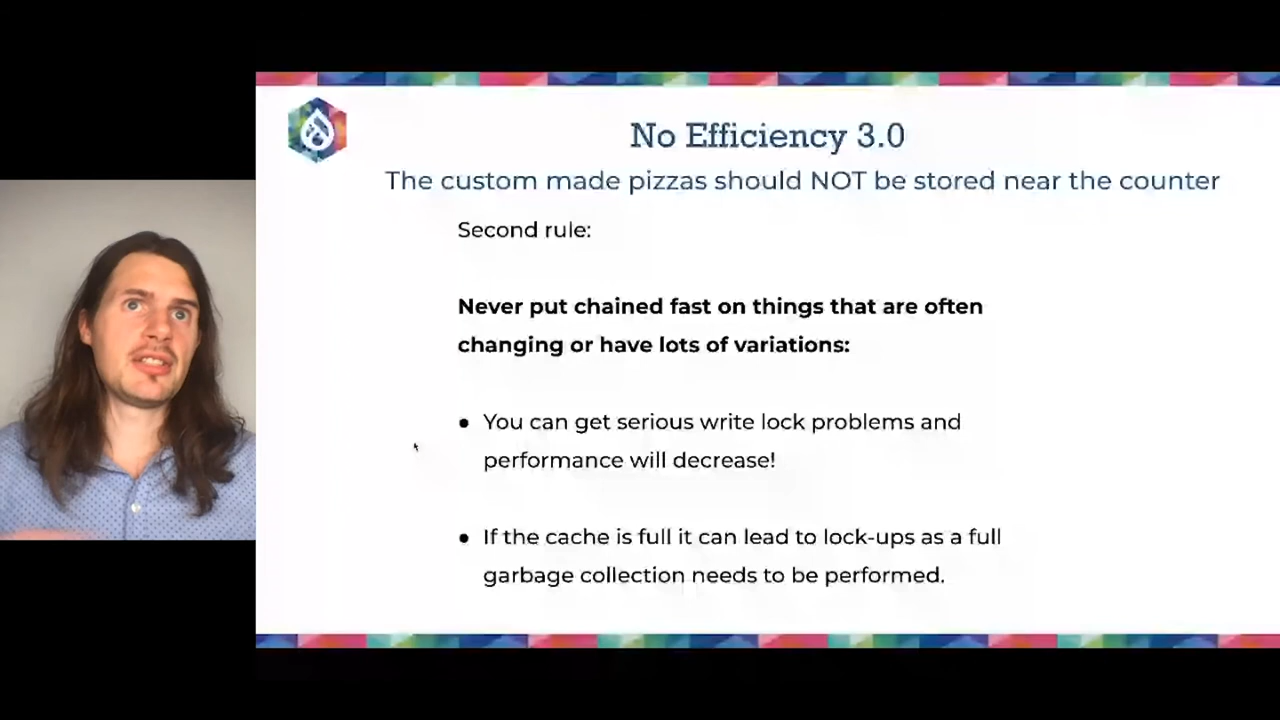 No Efficiency 3.0
The custom made pizzas should NOT be stored near the counter
Second rule:
Never put chained fast on things that are often
changing or have lots of variations:
● You can get serious write lock problems and
performance will decrease!
● If the cache is full it can lead to lock-ups as a full
garbage collection needs to be performed.